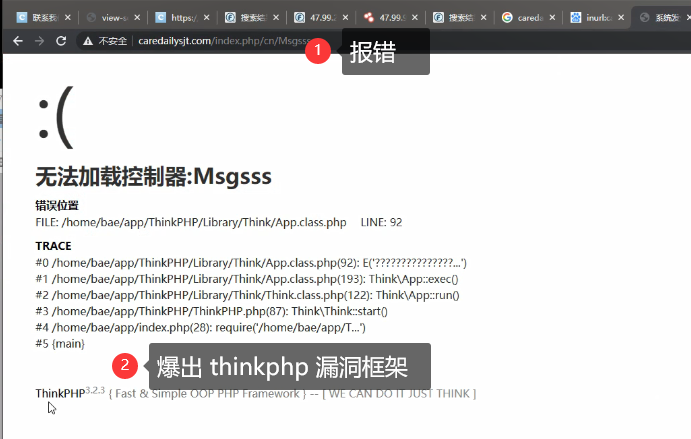 联系我
view-s
https:/
搜索结
47.99.
47.99.9
搜索结
careda
inurl:c
系统发
不安全 caredailysjt.com/index.php/cn/Msgsss
1 报错
:(
无法加载控制器:Msgsss
错误位置
FILE: /home/bae/app/ThinkPHP/Library/Think/App.class.php LINE: 92
TRACE
#0 /home/bae/app/ThinkPHP/Library/Think/App.class.php(92): E('???????????????...')
#1 /home/bae/app/ThinkPHP/Library/Think/App.class.php(193): Think\App::exec()
#2 /home/bae/app/ThinkPHP/Library/Think/Think.class.php(122): Think\App::run()
#3 /home/bae/app/ThinkPHP/ThinkPHP.php(87): Think\Think::start()
#4 /home/bae/app/index.php(28): require('/home/bae/app/T...')
#5 {main}
2 爆出 thinkphp 漏洞框架
ThinkPHP3.2.3 { Fast & Simple OOP PHP Framework } -- [ WE CAN DO IT JUST THINK ]